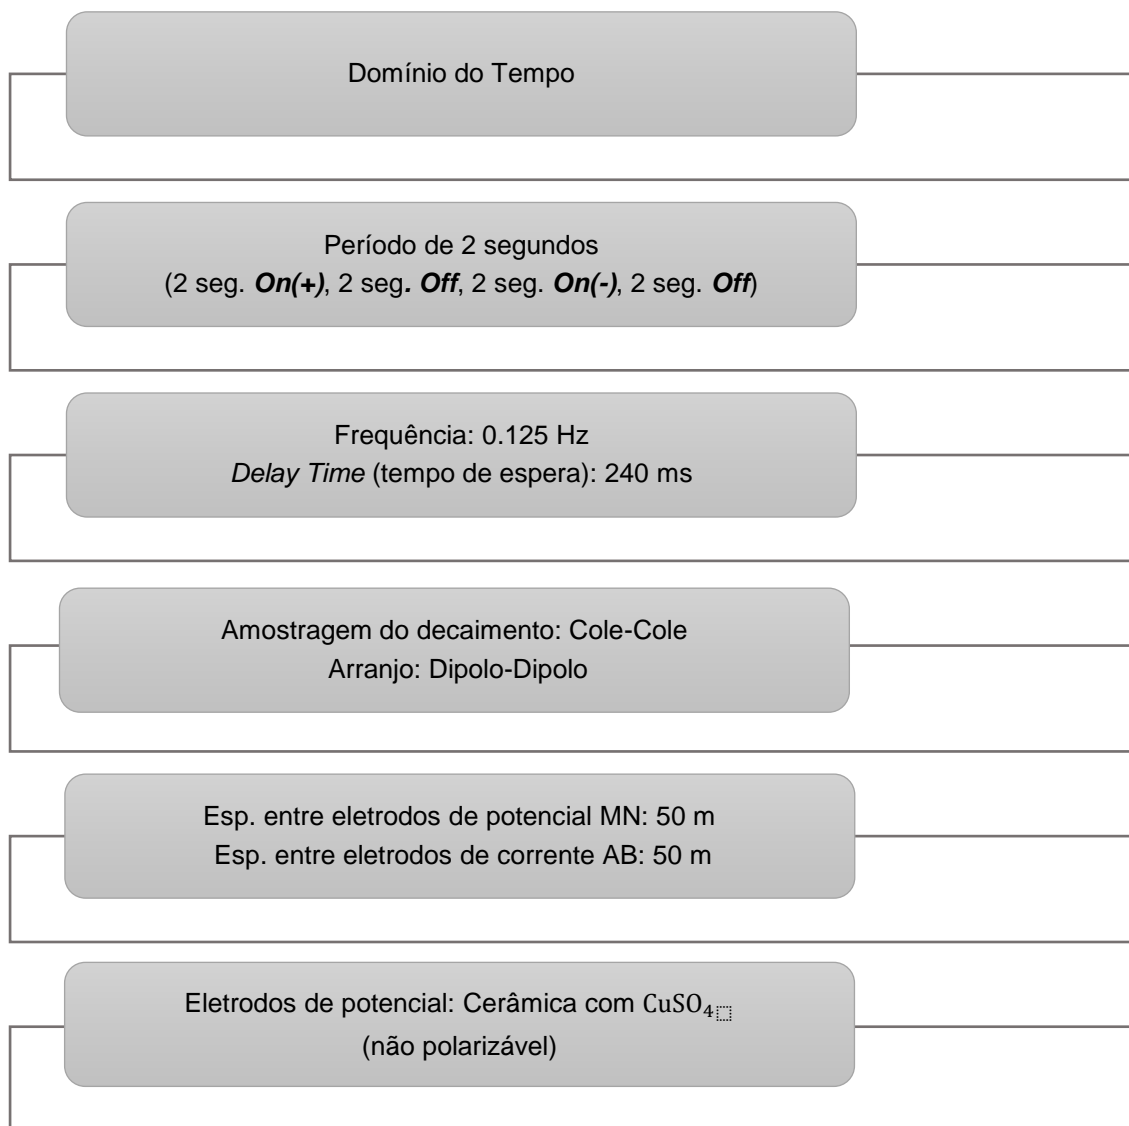 Domínio do Tempo
Período de 2 segundos
(2 seg. On(+), 2 seg. Off, 2 seg. On(-), 2 seg. Off)
Frequência: 0.125 Hz
Delay Time (tempo de espera): 240 ms
Amostragem do decaimento: Cole-Cole
Arranjo: Dipolo-Dipolo
Esp. entre eletrodos de potencial MN: 50 m
Esp. entre eletrodos de corrente AB: 50 m
Eletrodos de potencial: Cerâmica com CuSO₄
(não polarizável)